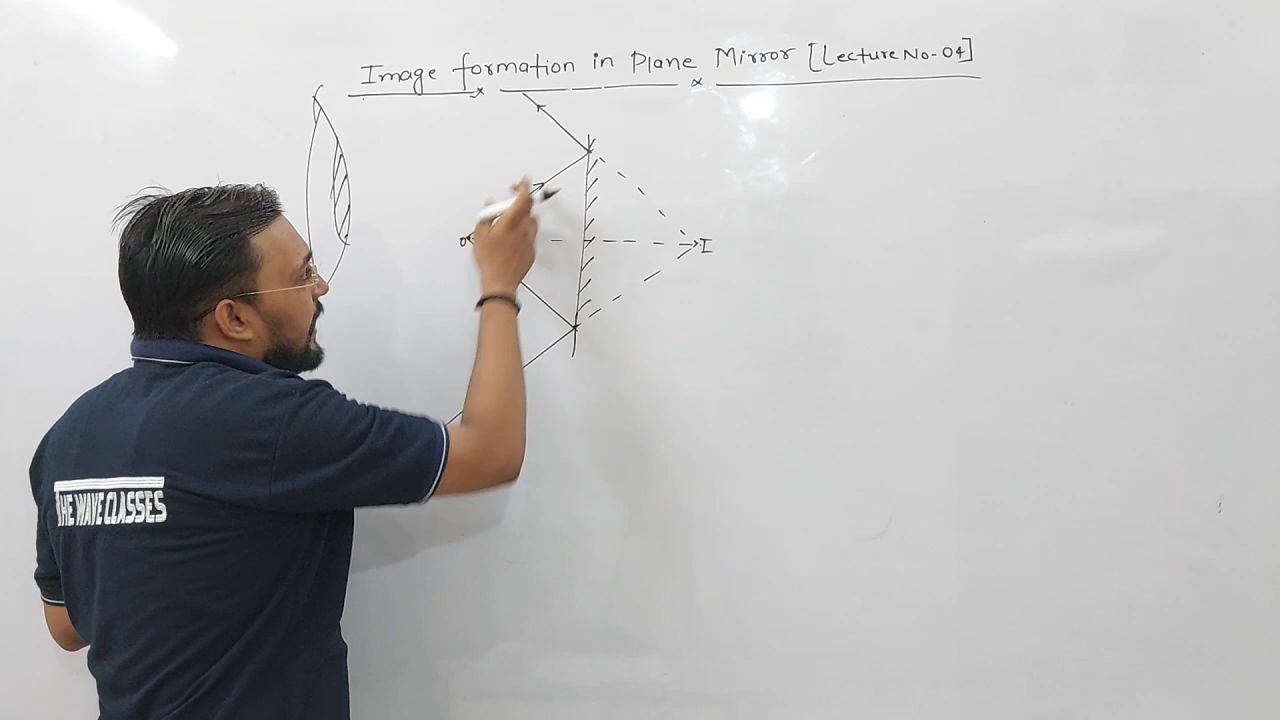 Image formation in Plane Mirror [Lecture No-04]
O
I
THE WAVE CLASSES